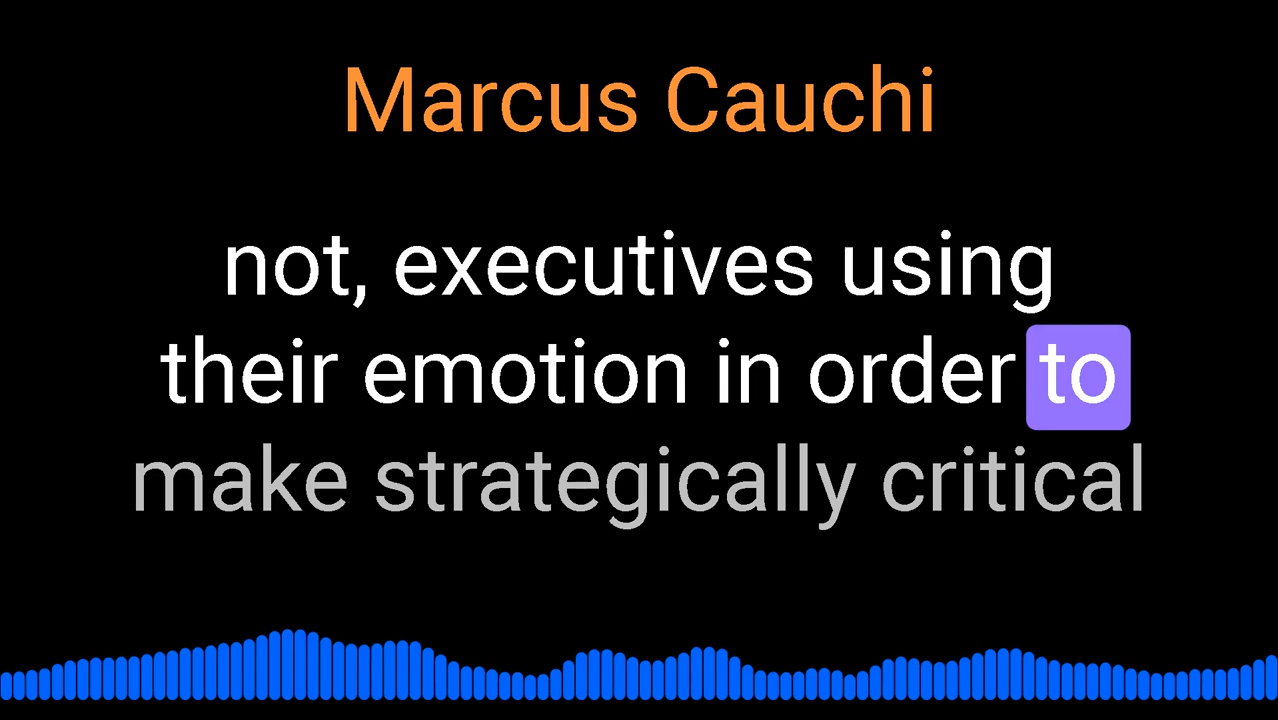 Marcus Cauchi
not, executives using
their emotion in order to
make strategically critical